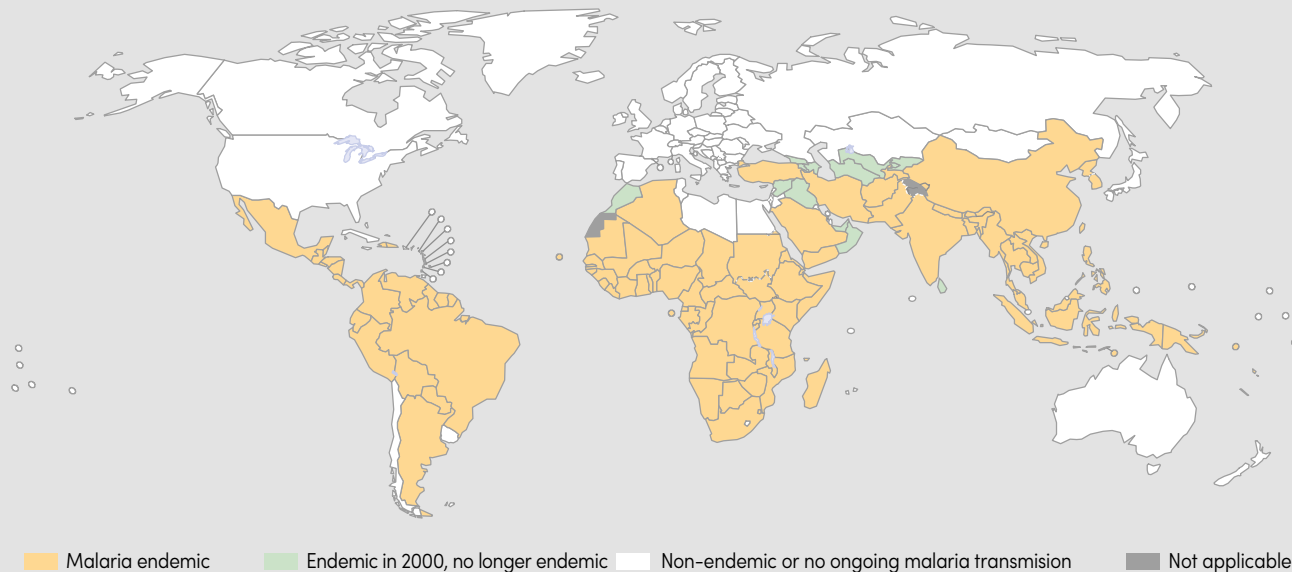 Malaria endemic
Endemic in 2000, no longer endemic
Non-endemic or no ongoing malaria transmision
Not applicable